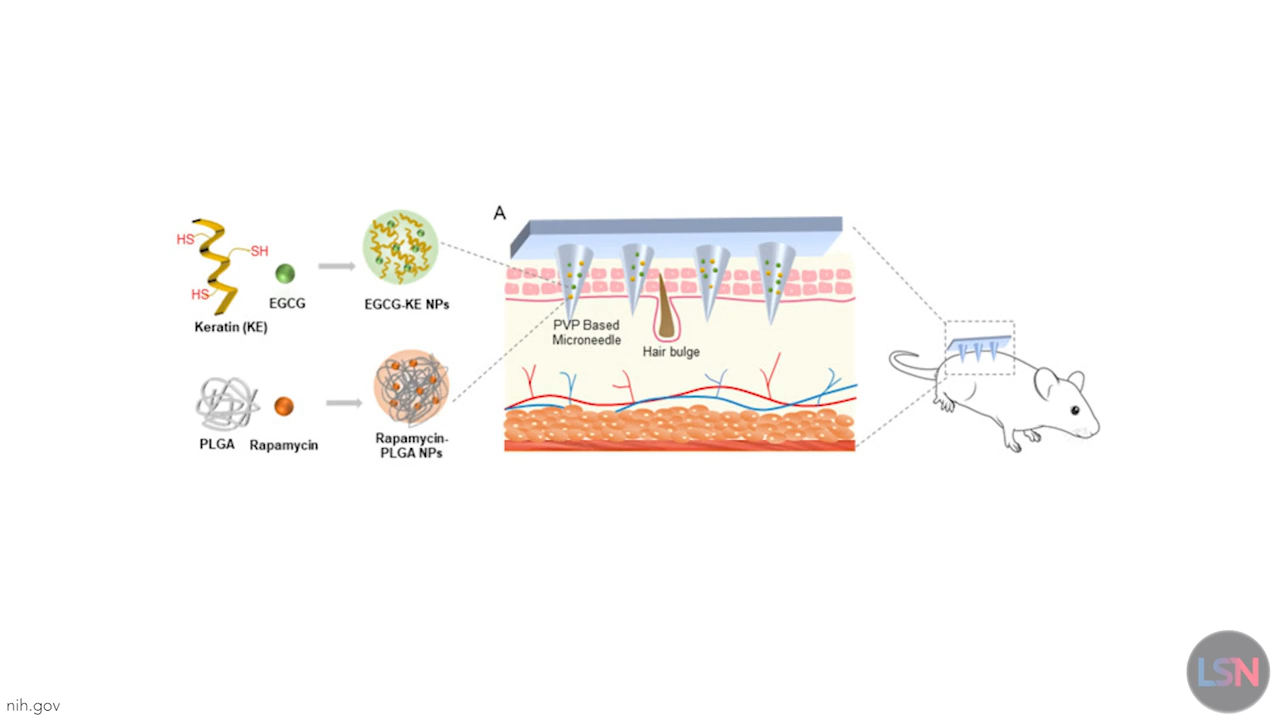 A
HS
SH
HS
EGCG
Keratin (KE)
EGCG-KE NPs
PVP Based
Microneedle
Hair bulge
PLGA
Rapamycin
Rapamycin-
PLGA NPs
nih.gov
LSN